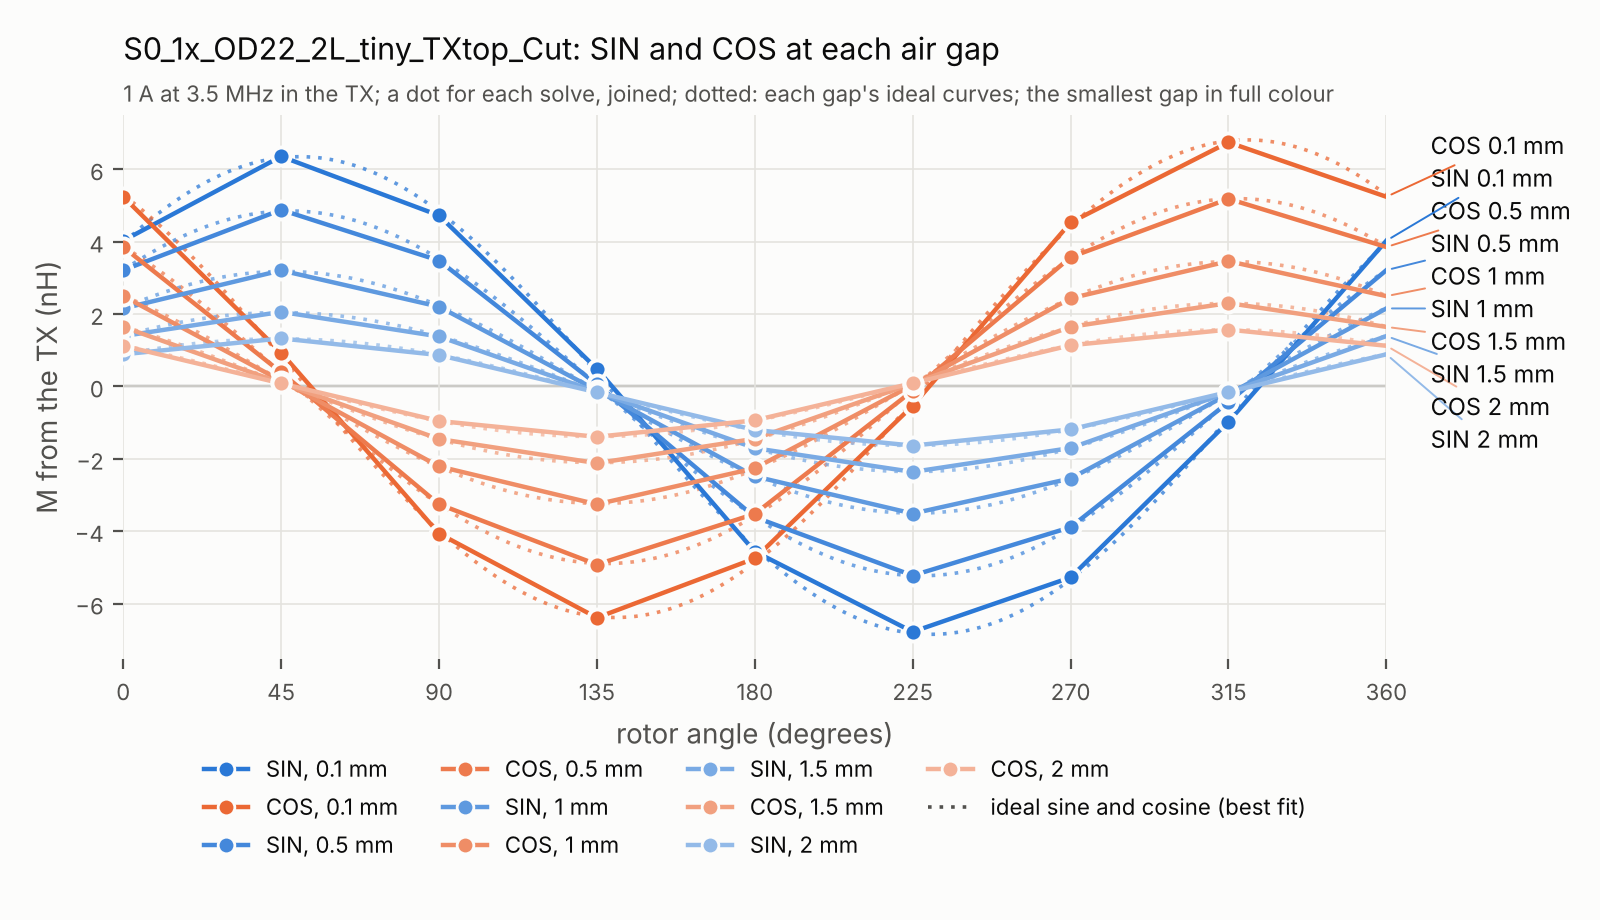 S0_1x_OD22_2L_tiny_TXtop_Cut: SIN and COS at each air gap
1 A at 3.5 MHz in the TX; a dot for each solve, joined; dotted: each gap's ideal curves; the smallest gap in full colour
M from the TX (nH)
6
4
2
0
−2
−4
−6
COS 0.1 mm
SIN 0.1 mm
COS 0.5 mm
SIN 0.5 mm
COS 1 mm
SIN 1 mm
COS 1.5 mm
SIN 1.5 mm
COS 2 mm
SIN 2 mm
0 45 90 135 180 225 270 315 360
rotor angle (degrees)
SIN, 0.1 mm COS, 0.5 mm SIN, 1.5 mm COS, 2 mm
COS, 0.1 mm SIN, 1 mm COS, 1.5 mm ideal sine and cosine (best fit)
SIN, 0.5 mm COS, 1 mm SIN, 2 mm